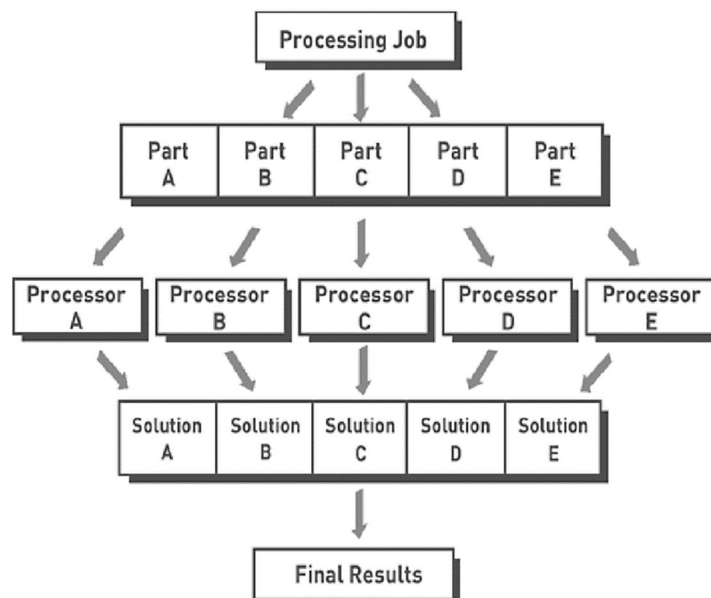 Processing Job
Part Part Part Part Part
A B C D E
Processor Processor Processor Processor Processor
A B C D E
Solution Solution Solution Solution Solution
A B C D E
Final Results